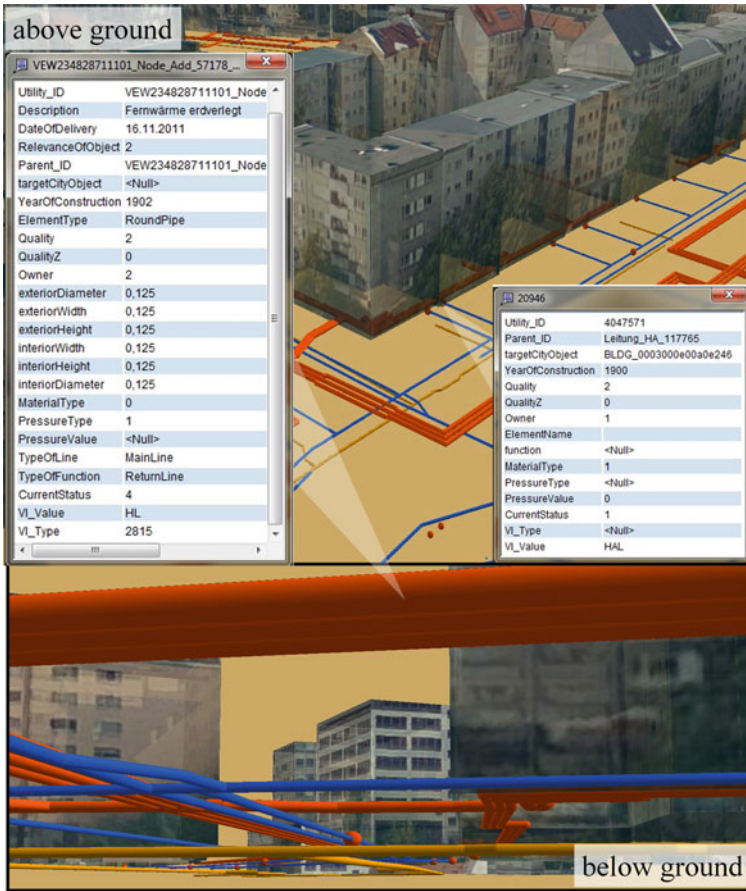 above ground
VEW234828711101_Node_Add_57178_...
Utility_ID VEW234828711101_Node
Description Fernwärme erdverlegt
DateOfDelivery 16.11.2011
RelevanceOfObject 2
Parent_ID VEW234828711101_Node
targetCityObject <Null>
YearOfConstruction 1902
ElementType RoundPipe
Quality 2
QualityZ 0
Owner 2
exteriorDiameter 0,125
exteriorWidth 0,125
exteriorHeight 0,125
interiorWidth 0,125
interiorHeight 0,125
interiorDiameter 0,125
MaterialType 0
PressureType 1
PressureValue <Null>
TypeOfLine MainLine
TypeOfFunction ReturnLine
CurrentStatus 4
VI_Value HL
VI_Type 2815
20946
Utility_ID 4047571
Parent_ID Leitung_HA_117765
targetCityObject BLDG_0003000e00a0e246
YearOfConstruction 1900
Quality 2
QualityZ 0
Owner 1
ElementName
function <Null>
MaterialType 1
PressureType <Null>
PressureValue 0
CurrentStatus 1
VI_Type <Null>
VI_Value HAL
below ground